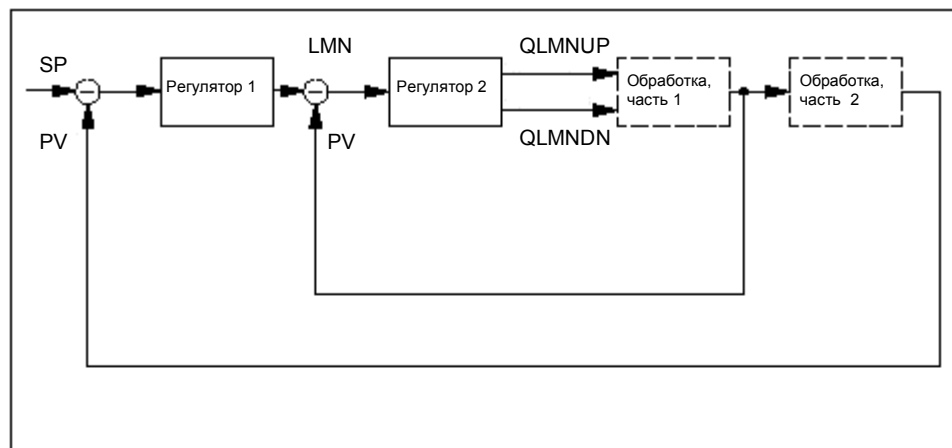 SP
PV
Регулятор 1
LMN
PV
Регулятор 2
QLMNUP
QLMNDN
Обработка,
часть 1
Обработка,
часть 2